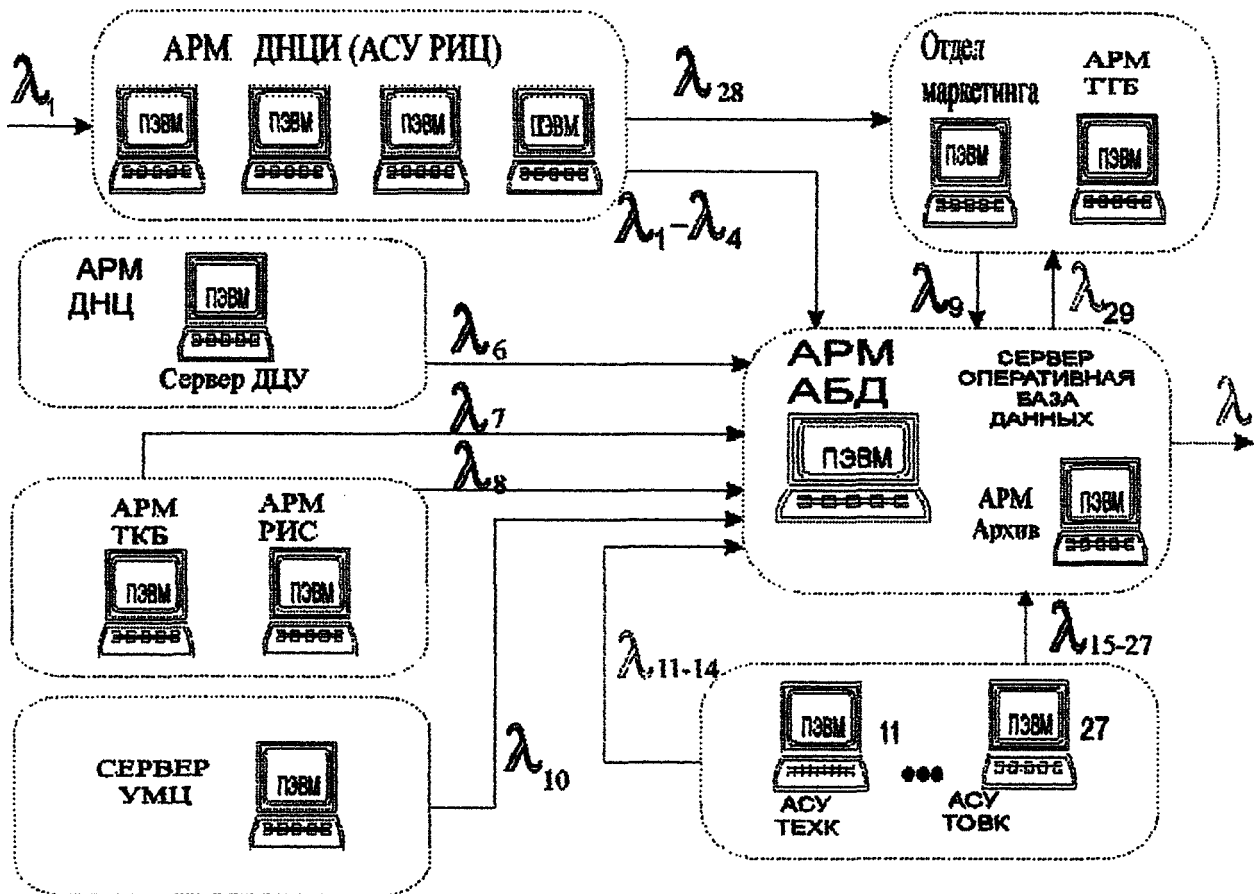 АРМ ДНЦИ (АСУ РИЦ)
λ1
ПЭВМ
ПЭВМ
ПЭВМ
ПЭВМ
λ28
Отдел
маркетинга
АРМ
ТГБ
ПЭВМ
ПЭВМ
λ1-λ4
АРМ
ДНЦ
ПЭВМ
Сервер ДЦУ
λ6
λ9
λ29
АРМ
АБД
ПЭВМ
СЕРВЕР
ОПЕРАТИВНАЯ
БАЗА
ДАННЫХ
АРМ
Архив
ПЭВМ
λ
λ7
λ8
АРМ
ТКБ
АРМ
РИС
ПЭВМ
ПЭВМ
λ11-14
λ15-27
СЕРВЕР
УМЦ
ПЭВМ
λ10
ПЭВМ
11
ПЭВМ
27
АСУ
ТЕХК
•••
АСУ
ТОВК